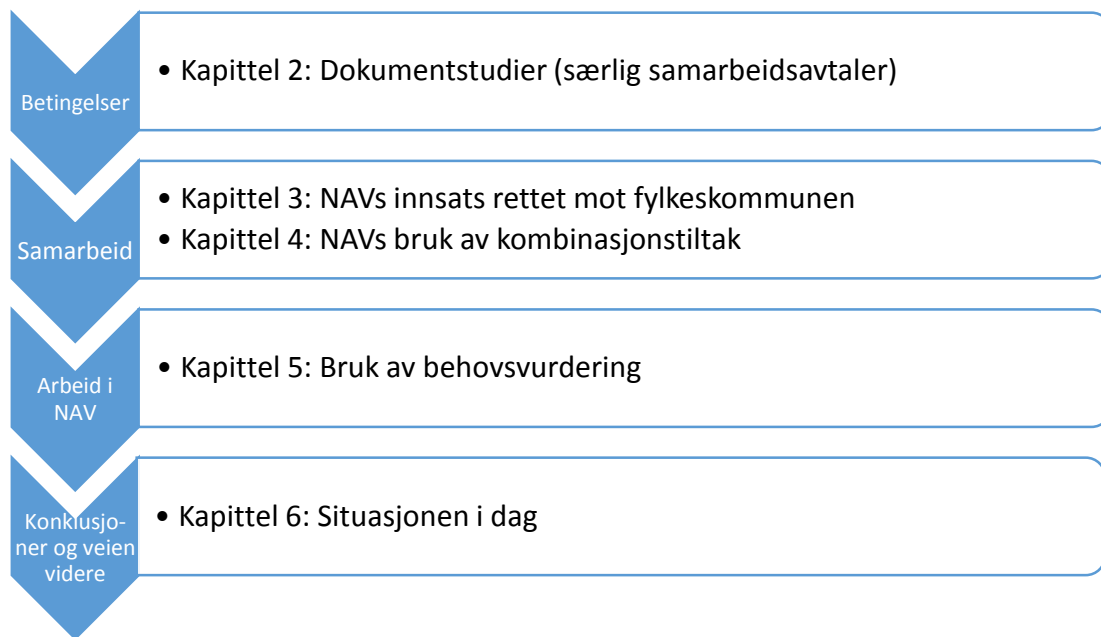 Betingelser
• Kapittel 2: Dokumentstudier (særlig samarbeidsavtaler)
Samarbeid
• Kapittel 3: NAVs innsats rettet mot fylkeskommunen
• Kapittel 4: NAVs bruk av kombinasjonstiltak
Arbeid i
NAV
• Kapittel 5: Bruk av behovsvurdering
Konklusjo-
ner og veien
videre
• Kapittel 6: Situasjonen i dag